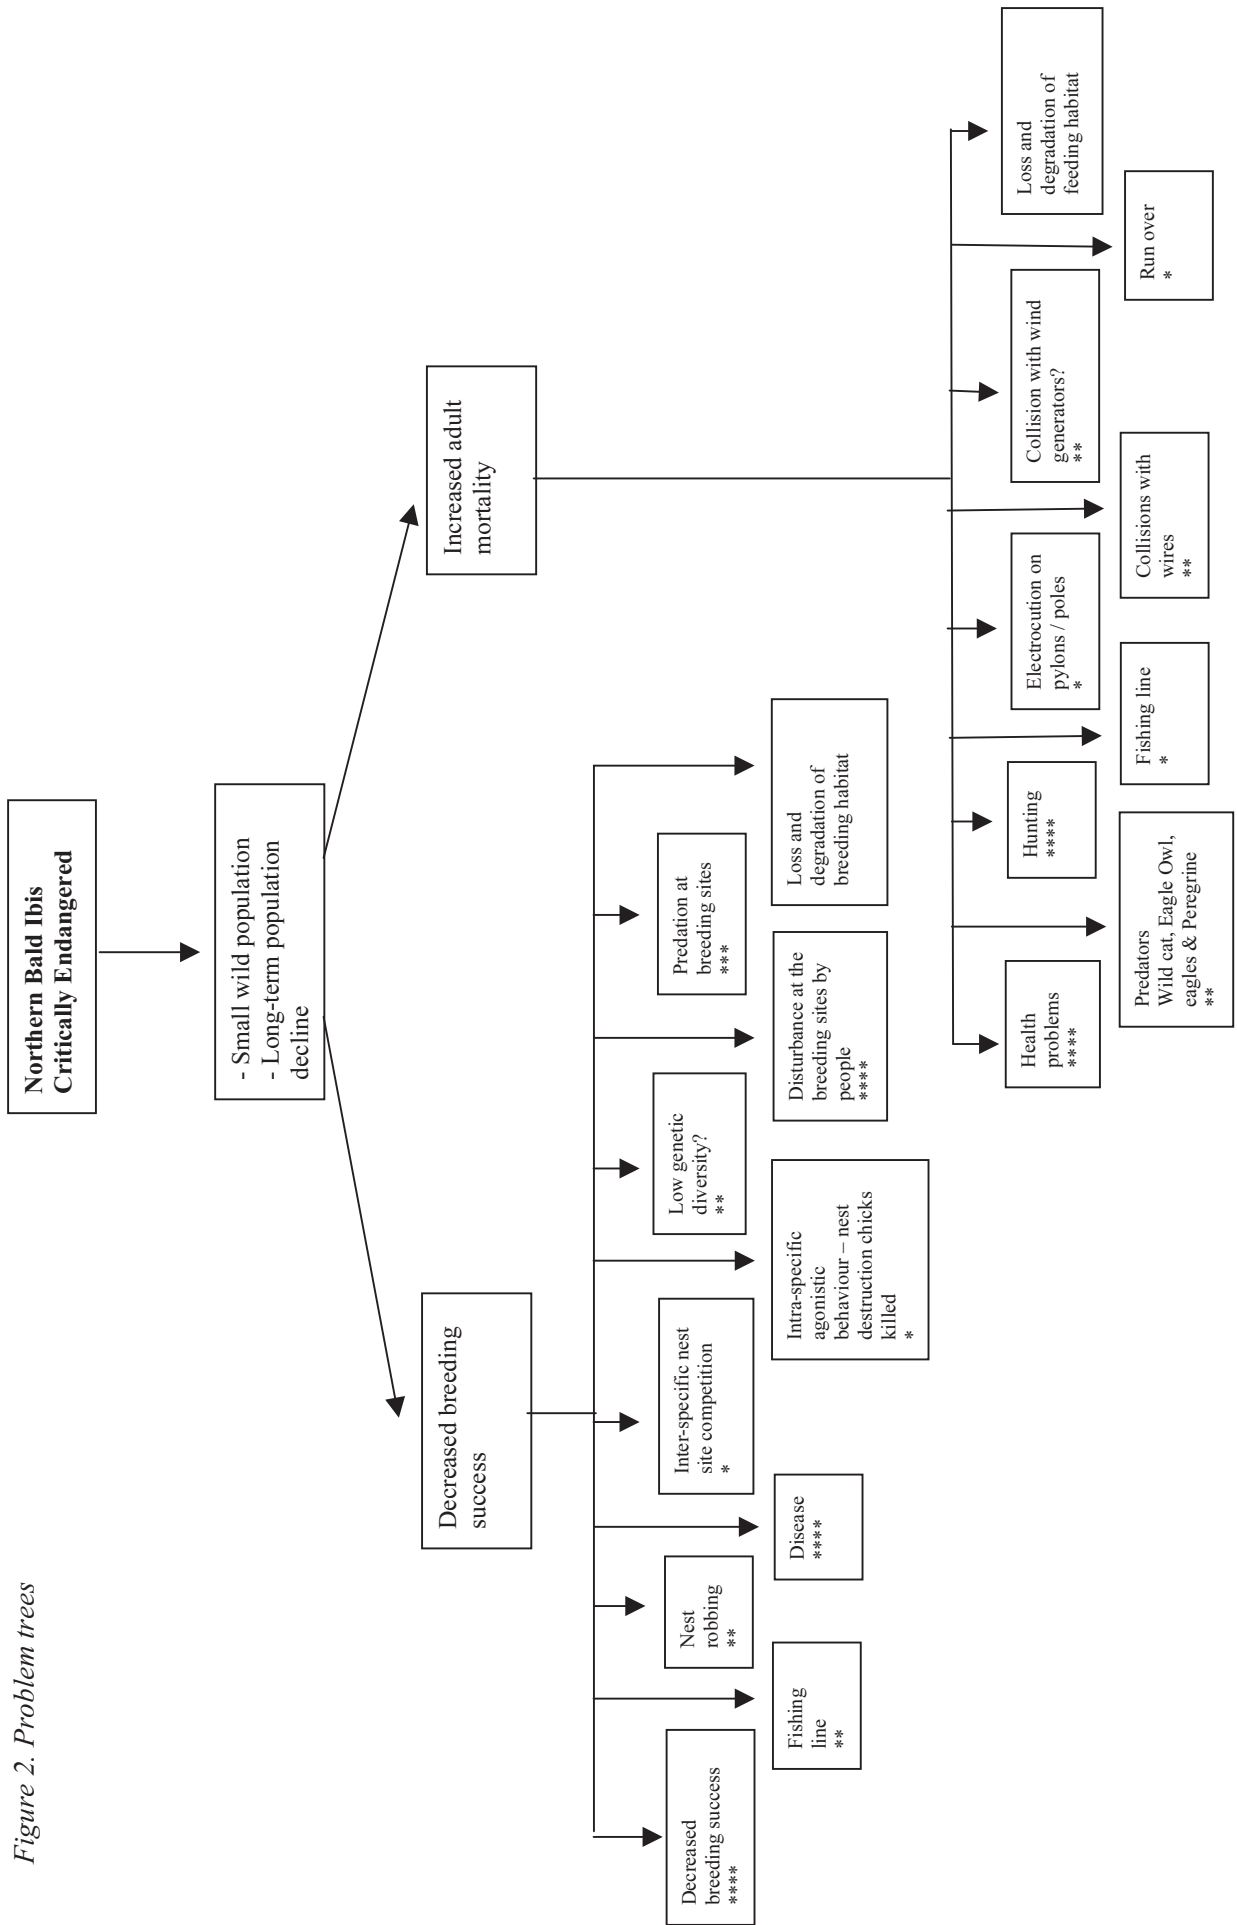 Figure 2. Problem trees
Northern Bald Ibis
Critically Endangered
- Small wild population
- Long-term population
decline
Decreased breeding
success
Increased adult
mortality
Decreased
breeding success
****
Fishing
line
**
Nest
robbing
**
Disease
****
Inter-specific nest
site competition
*
Intra-specific
agonistic
behaviour – nest
destruction chicks
killed
*
Low genetic
diversity?
**
Disturbance at the
breeding sites by
people
****
Predation at
breeding sites
***
Loss and
degradation of
breeding habitat
Health
problems
****
Predators
Wild cat, Eagle Owl,
eagles & Peregrine
**
Hunting
****
Fishing line
*
Electrocution on
pylons / poles
*
Collisions with
wires
**
Collision with wind
generators?
**
Run over
*
Loss and
degradation of
feeding habitat